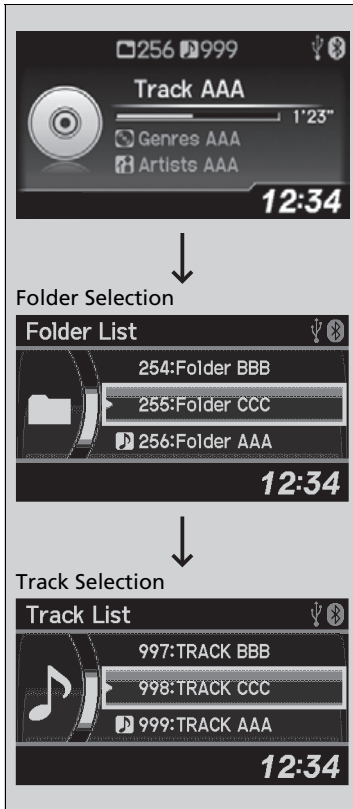 256 999
Track AAA
1'23"
Genres AAA
Artists AAA
12:34
Folder Selection
Folder List
254:Folder BBB
255:Folder CCC
256:Folder AAA
12:34
Track Selection
Track List
997:TRACK BBB
998:TRACK CCC
999:TRACK AAA
12:34